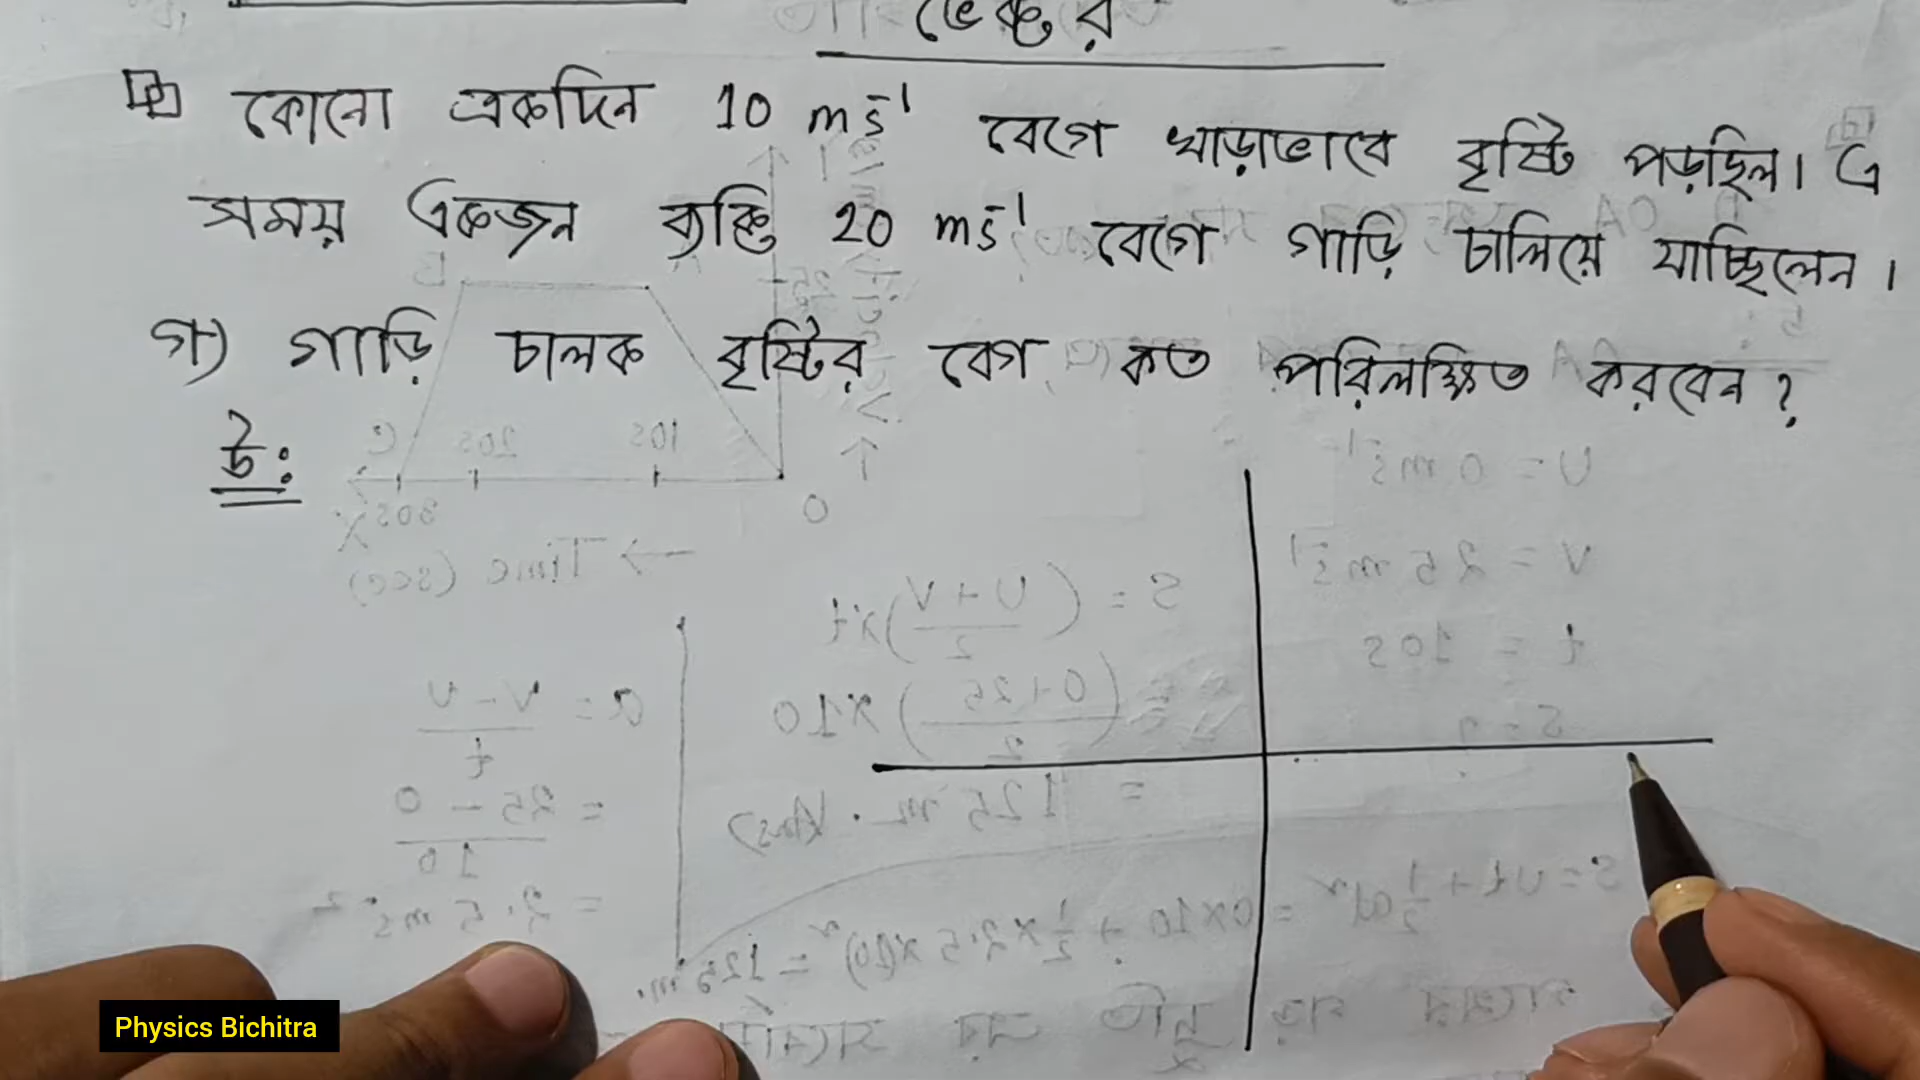 ভেক্টর
কোনো একদিন 10 ms⁻¹ বেগে খাড়াভাবে বৃষ্টি পড়ছিল। এ
সময় একজন ব্যক্তি 20 ms⁻¹ বেগে গাড়ি চালিয়ে যাচ্ছিলেন।
গ) গাড়ি চালক বৃষ্টির বেগ কত পরিলক্ষিত করবেন?
উ:
Physics Bichitra